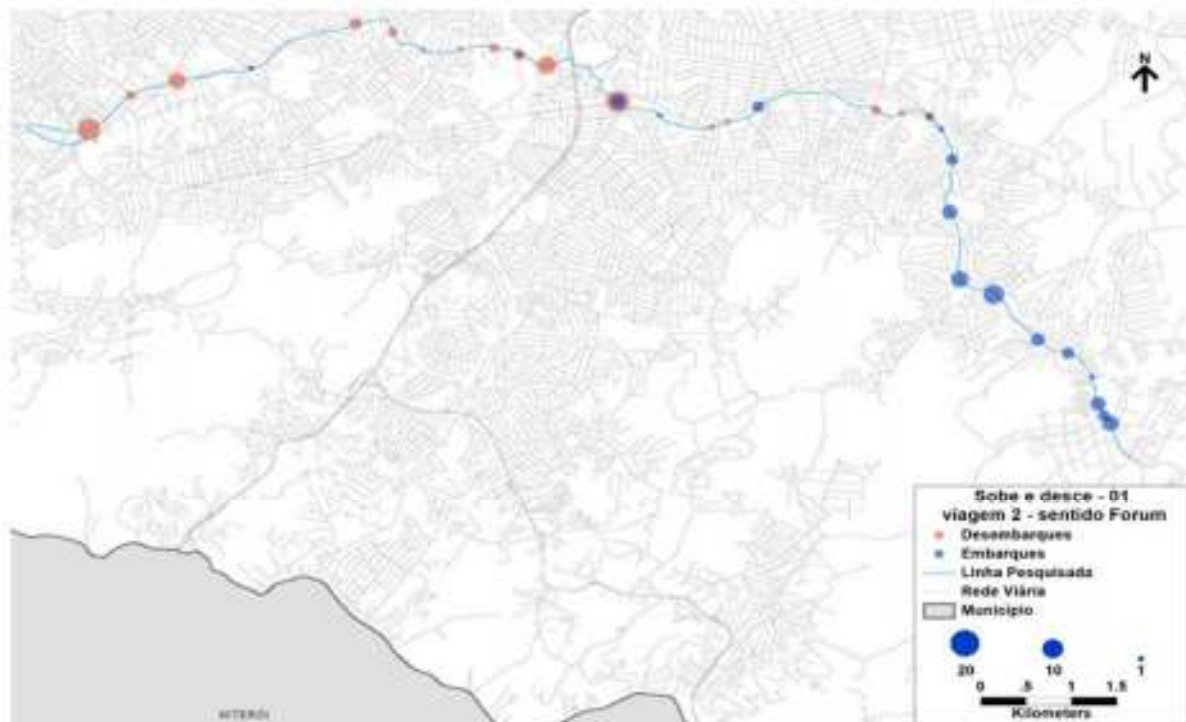 N
Sobe e desce - 01
viagem 2 - sentido Forum
Desembarques
Embarques
Linha Pesquisada
Rede Viária
Município
20 10 1
0 .5 1 1.5
Kilometers
NITERÓI